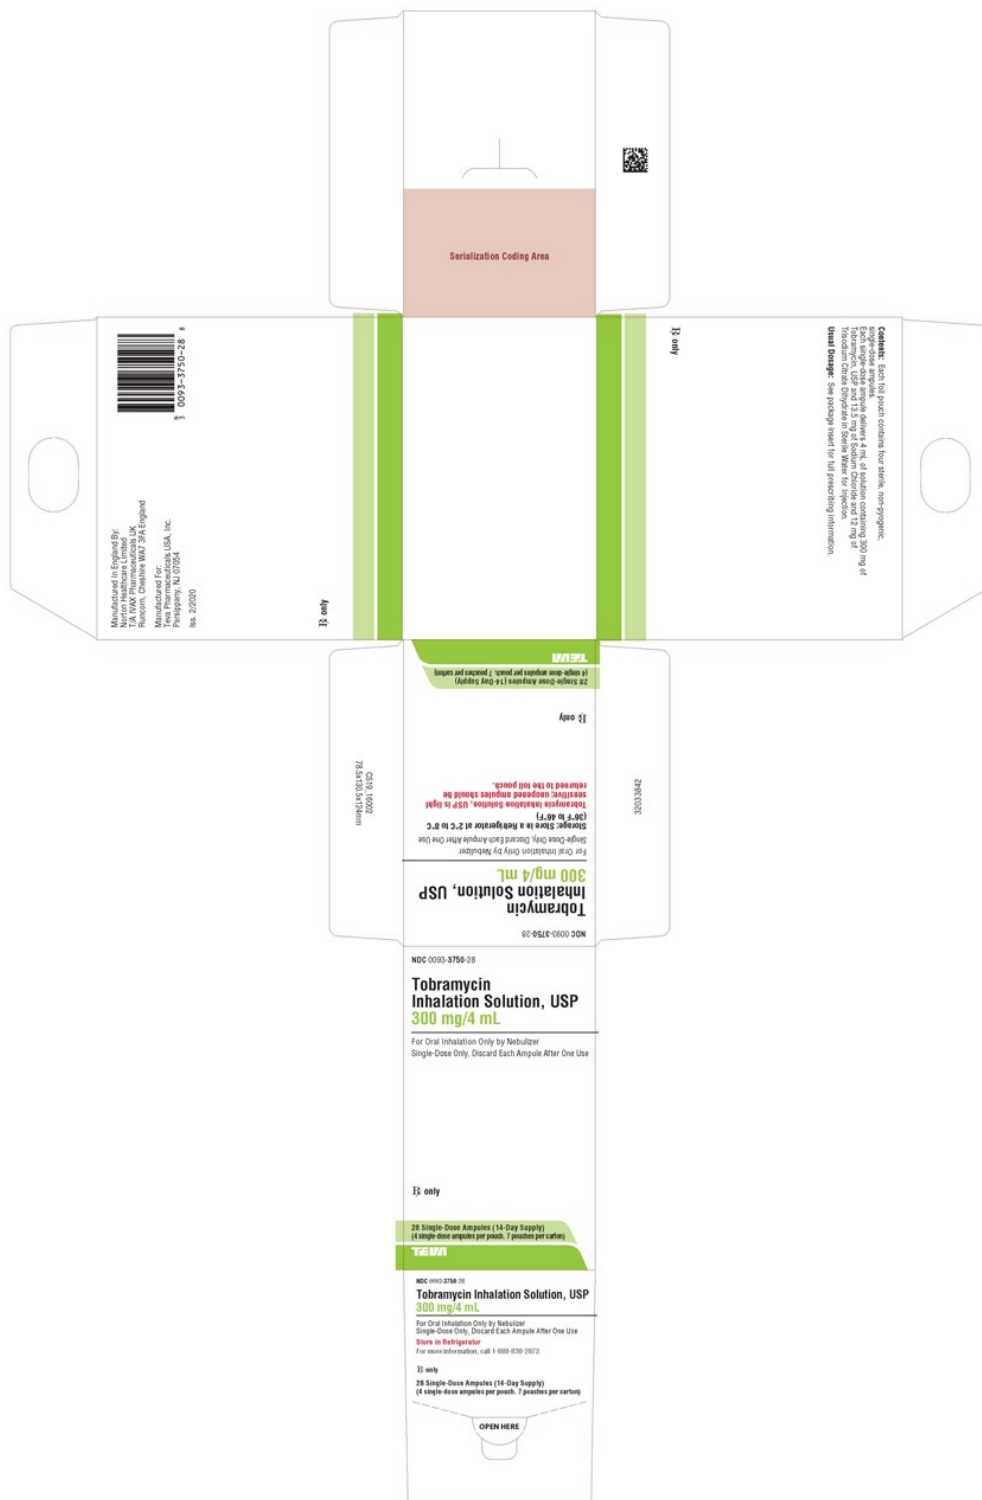 Serialization Coding Area
3 0093-3750-28 8
Manufactured In England By:
Norton Healthcare Limited
T/A IVAX Pharmaceuticals UK
Runcorn, Cheshire WA7 3FA England
Manufactured For:
Teva Pharmaceuticals USA, Inc.
Parsippany, NJ 07054
Iss. 2/2020
℞ only
℞ only
Contents: Each foil pouch contains four sterile, non-pyogenic,
single-dose ampules.
Each single-dose ampule delivers 4 mL of solution containing 300 mg of
Tobramycin, USP and 13.5 mg of Sodium Chloride and 12 mg of
Trisodium Citrate Dihydrate in Sterile Water for Injection.
Usual Dosage: See package insert for full prescribing information.
CS19_16002
78.5x130.5x124mm
32033842
NDC 0093-3750-28
Tobramycin
Inhalation Solution, USP
300 mg/4 mL
For Oral Inhalation Only by Nebulizer
Single-Dose Only, Discard Each Ampule After One Use
Storage: Store in a Refrigerator at 2°C to 8°C
(36°F to 46°F)
Tobramycin Inhalation Solution, USP is light
sensitive; unopened ampules should be
returned to the foil pouch.
℞ only
28 Single-Dose Ampules (14-Day Supply)
(4 single-dose ampules per pouch, 7 pouches per carton)
TEVA
NDC 0093-3750-28
Tobramycin
Inhalation Solution, USP
300 mg/4 mL
For Oral Inhalation Only by Nebulizer
Single-Dose Only, Discard Each Ampule After One Use
℞ only
28 Single-Dose Ampules (14-Day Supply)
(4 single-dose ampules per pouch. 7 pouches per carton)
TEVA
NDC 0093-3750-28
Tobramycin Inhalation Solution, USP
300 mg/4 mL
For Oral Inhalation Only by Nebulizer
Single-Dose Only, Discard Each Ampule After One Use
Store in Refrigerator
For more information, call 1-888-838-2872.
℞ only
28 Single-Dose Ampules (14-Day Supply)
(4 single-dose ampules per pouch. 7 pouches per carton)
OPEN HERE